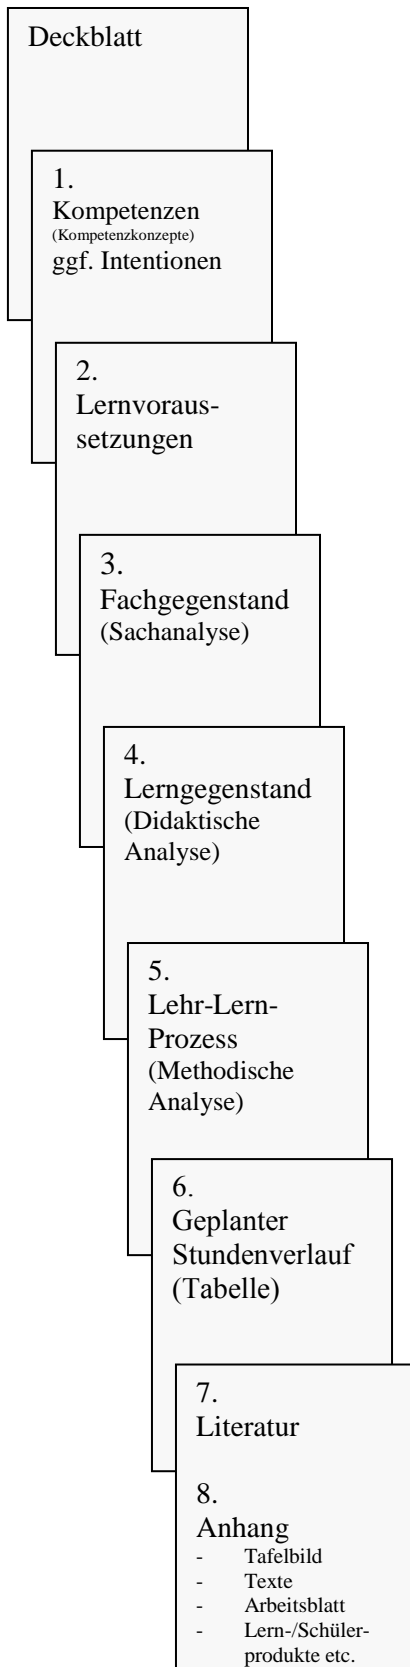 Deckblatt
1.
Kompetenzen
(Kompetenzkonzepte)
ggf. Intentionen
2.
Lernvoraus-
setzungen
3.
Fachgegenstand
(Sachanalyse)
4.
Lerngegenstand
(Didaktische
Analyse)
5.
Lehr-Lern-
Prozess
(Methodische
Analyse)
6.
Geplanter
Stundenverlauf
(Tabelle)
7.
Literatur
8.
Anhang
- Tafelbild
- Texte
- Arbeitsblatt
- Lern-/Schüler-
produkte etc.